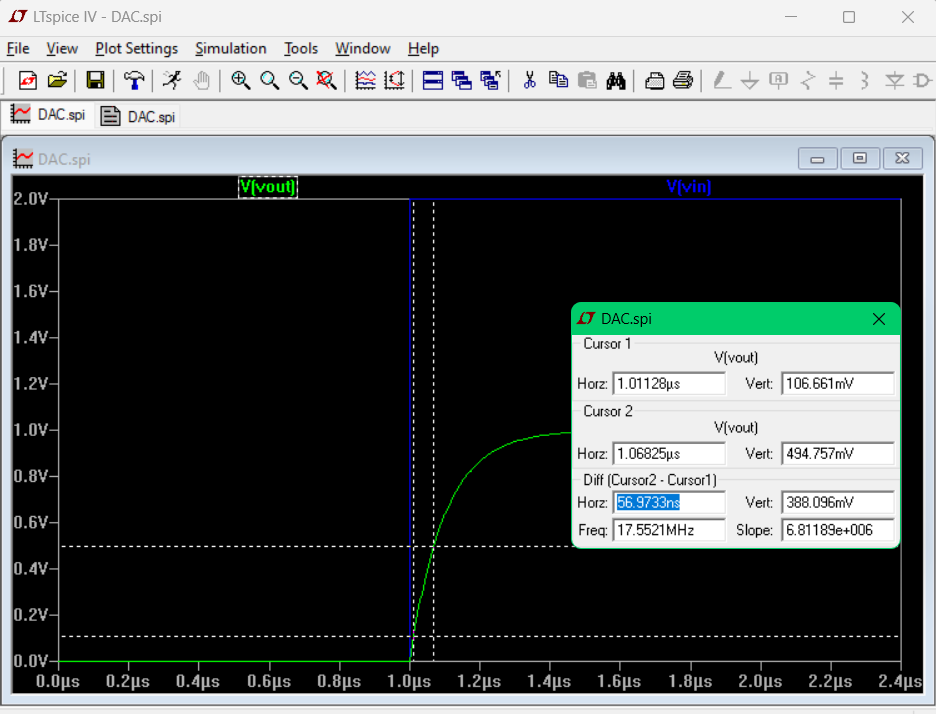 LTspice IV - DAC.spi
File View Plot Settings Simulation Tools Window Help
DAC.spi DAC.spi
DAC.spi
V(vout) V(vin)
2.0V
1.8V
1.6V
1.4V
1.2V
1.0V
0.8V
0.6V
0.4V
0.2V
0.0V
0.0µs 0.2µs 0.4µs 0.6µs 0.8µs 1.0µs 1.2µs 1.4µs 1.6µs 1.8µs 2.0µs 2.2µs 2.4µs
DAC.spi
Cursor 1
V(vout)
Horz: 1.01128µs Vert: 106.661mV
Cursor 2
V(vout)
Horz: 1.06825µs Vert: 494.757mV
Diff (Cursor2 - Cursor1)
Horz: 56.9733ns Vert: 388.096mV
Freq: 17.5521MHz Slope: 6.81189e+006